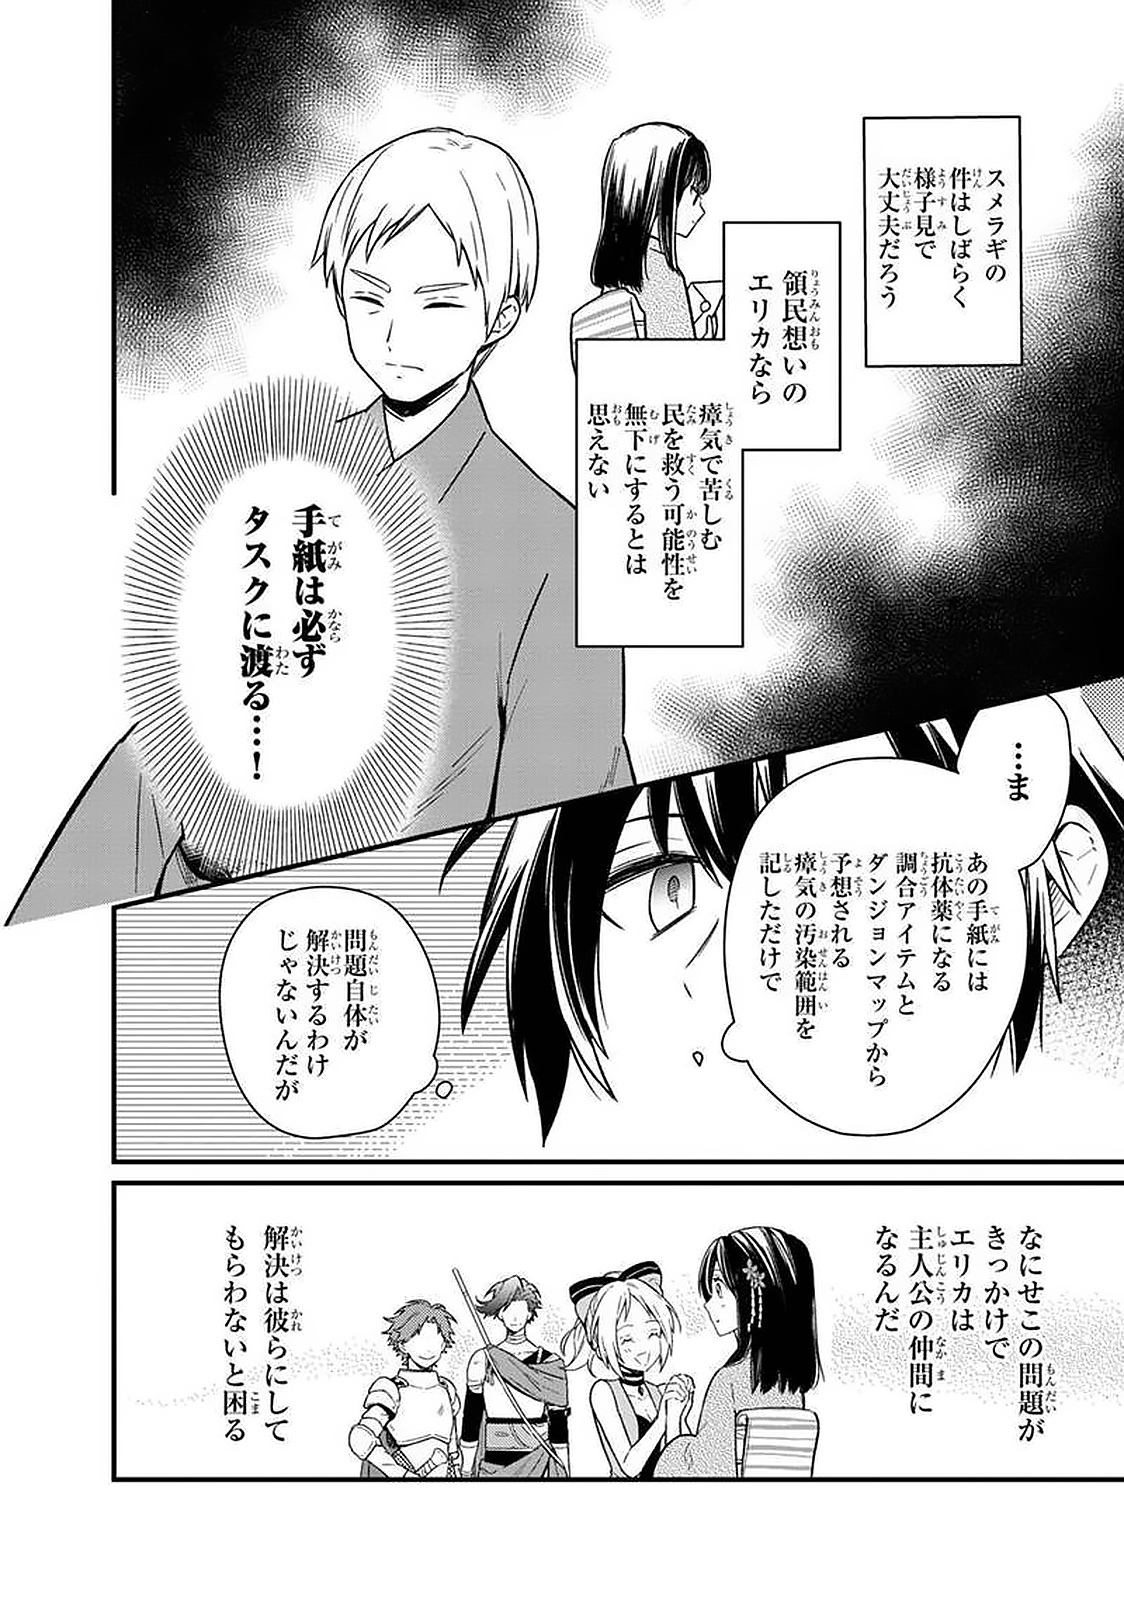 スメラギの
件はしばらく
様子見で
大丈夫だろう
領民想いの
エリカなら
瘴気で苦しむ
民を救う可能性を
無下にするとは
思えない
手紙は必ず
タスクに渡る…！
…ま
あの手紙には
抗体薬になる
調合アイテムと
ダンジョンマップから
予想される
瘴気の汚染範囲を
記しただけで
問題自体が
解決するわけ
じゃないんだが
なにせこの問題が
きっかけで
エリカは
主人公の仲間に
なるんだ
解決は彼らにして
もらわないと困る